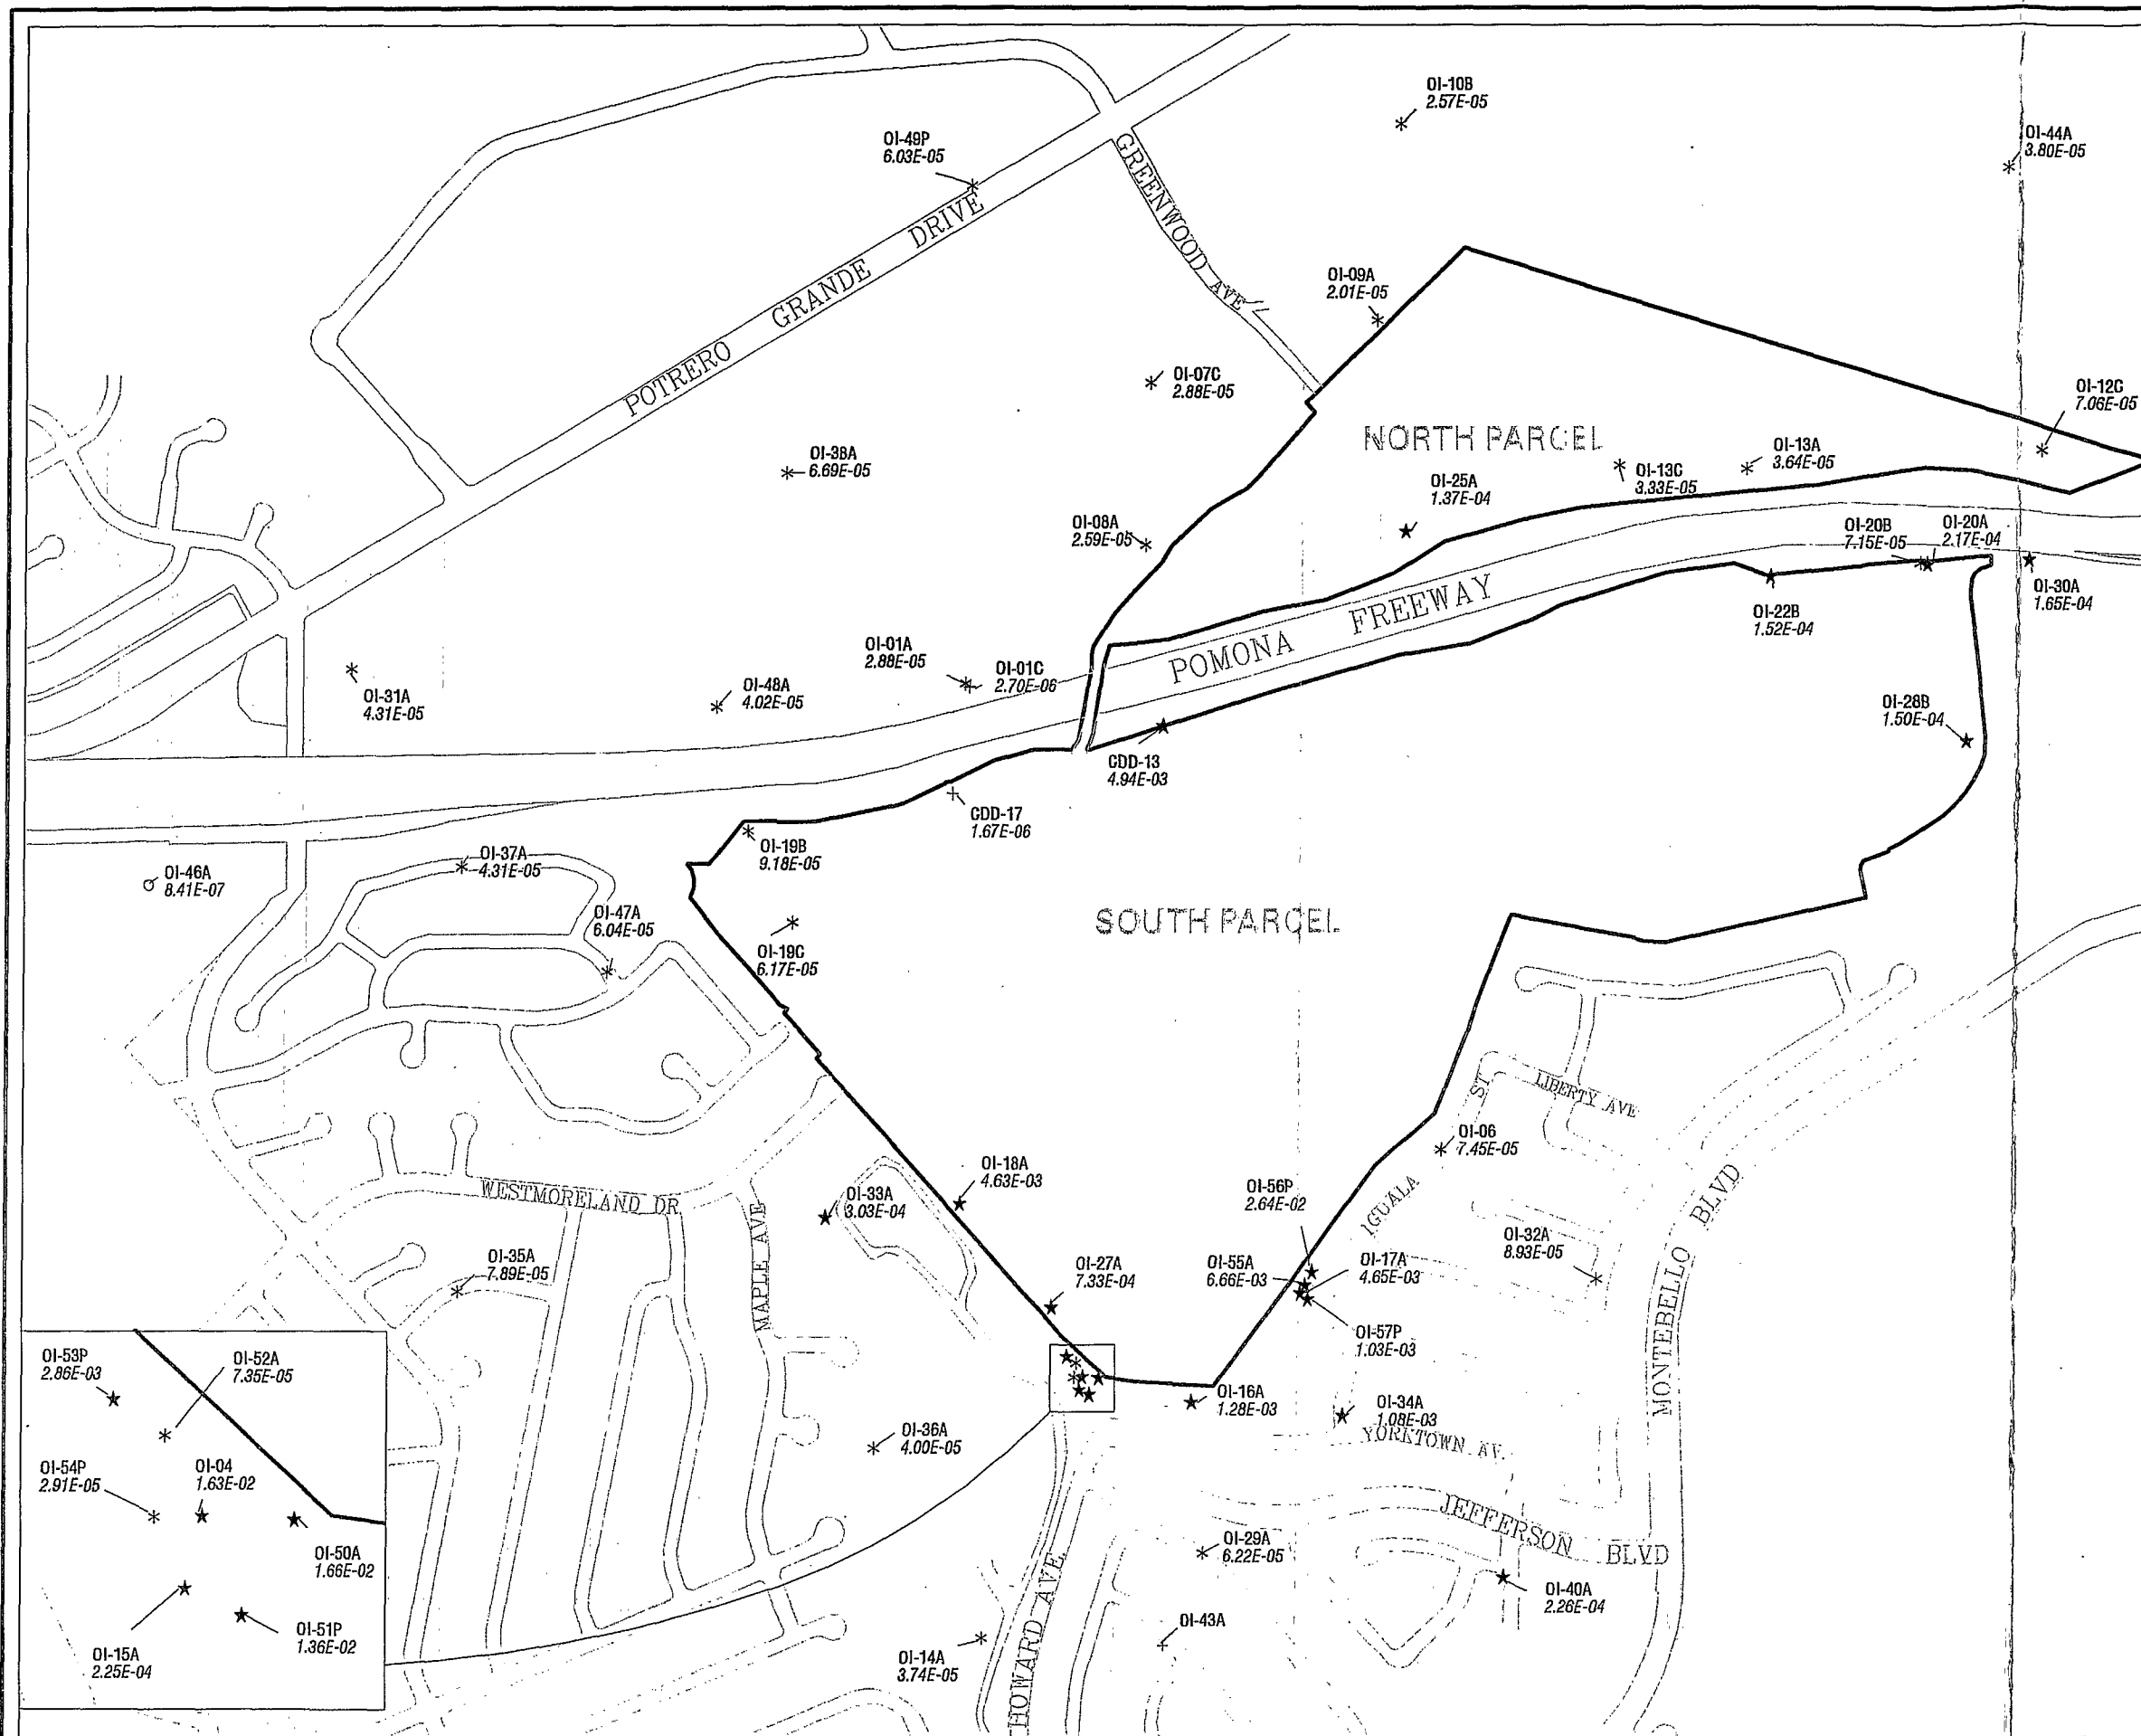 OI-10B
2.57E-05
OI-44A
3.80E-05
OI-49P
6.03E-05
GREENWOOD AVE
POTRERO GRANDE DRIVE
OI-09A
2.01E-05
OI-07C
2.88E-05
OI-12C
7.06E-05
NORTH PARCEL
OI-38A
6.69E-05
OI-13C
3.33E-05
OI-13A
3.64E-05
OI-25A
1.37E-04
OI-08A
2.59E-05
OI-20B
7.15E-05
OI-20A
2.17E-04
OI-30A
1.65E-04
OI-22B
1.52E-04
POMONA FREEWAY
OI-01A
2.88E-05
OI-01C
2.70E-06
OI-31A
4.31E-05
OI-48A
4.02E-05
OI-28B
1.50E-04
CDD-13
4.94E-03
CDD-17
1.67E-06
OI-19B
9.18E-05
OI-37A
4.31E-05
OI-46A
8.41E-07
OI-47A
6.04E-05
SOUTH PARCEL
OI-19C
6.17E-05
LIBERTY AVE
IGUALA ST
OI-06
7.45E-05
OI-18A
4.63E-03
WESTMORELAND DR
OI-33A
3.03E-04
MAPLE AVE
OI-56P
2.64E-02
MONTEBELLO BLVD
OI-32A
8.93E-05
OI-35A
7.89E-05
OI-27A
7.33E-04
OI-55A
6.66E-03
OI-17A
4.65E-03
OI-57P
1.03E-03
OI-16A
1.28E-03
OI-34A
1.08E-03
YORKTOWN AV.
OI-36A
4.00E-05
JEFFERSON BLVD
OI-29A
6.22E-05
OI-40A
2.26E-04
OI-43A
OI-14A
3.74E-05
HOWARD AVE.
OI-53P
2.86E-03
OI-52A
7.35E-05
OI-54P
2.91E-05
OI-04
1.63E-02
OI-50A
1.66E-02
OI-15A
2.25E-04
OI-51P
1.36E-02